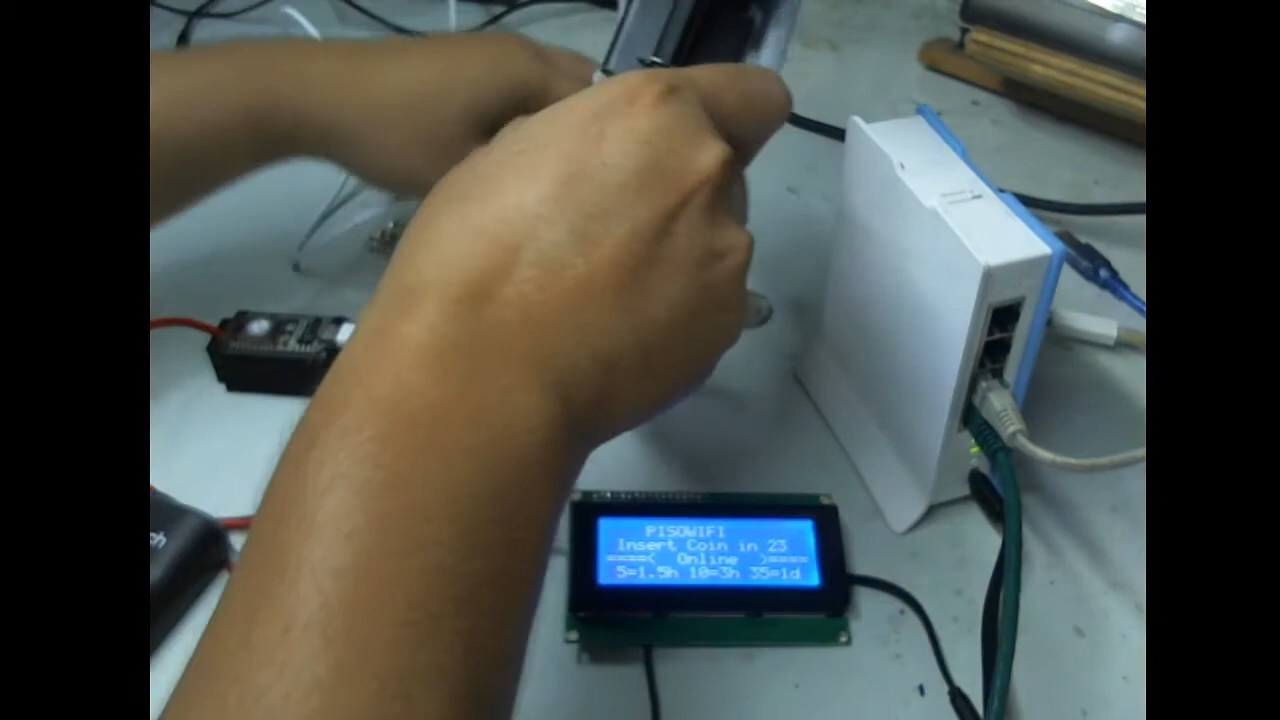 PISOWIFI
Insert Coin in 23
====( Online )====
5=1.5h 10=3h 35=1d